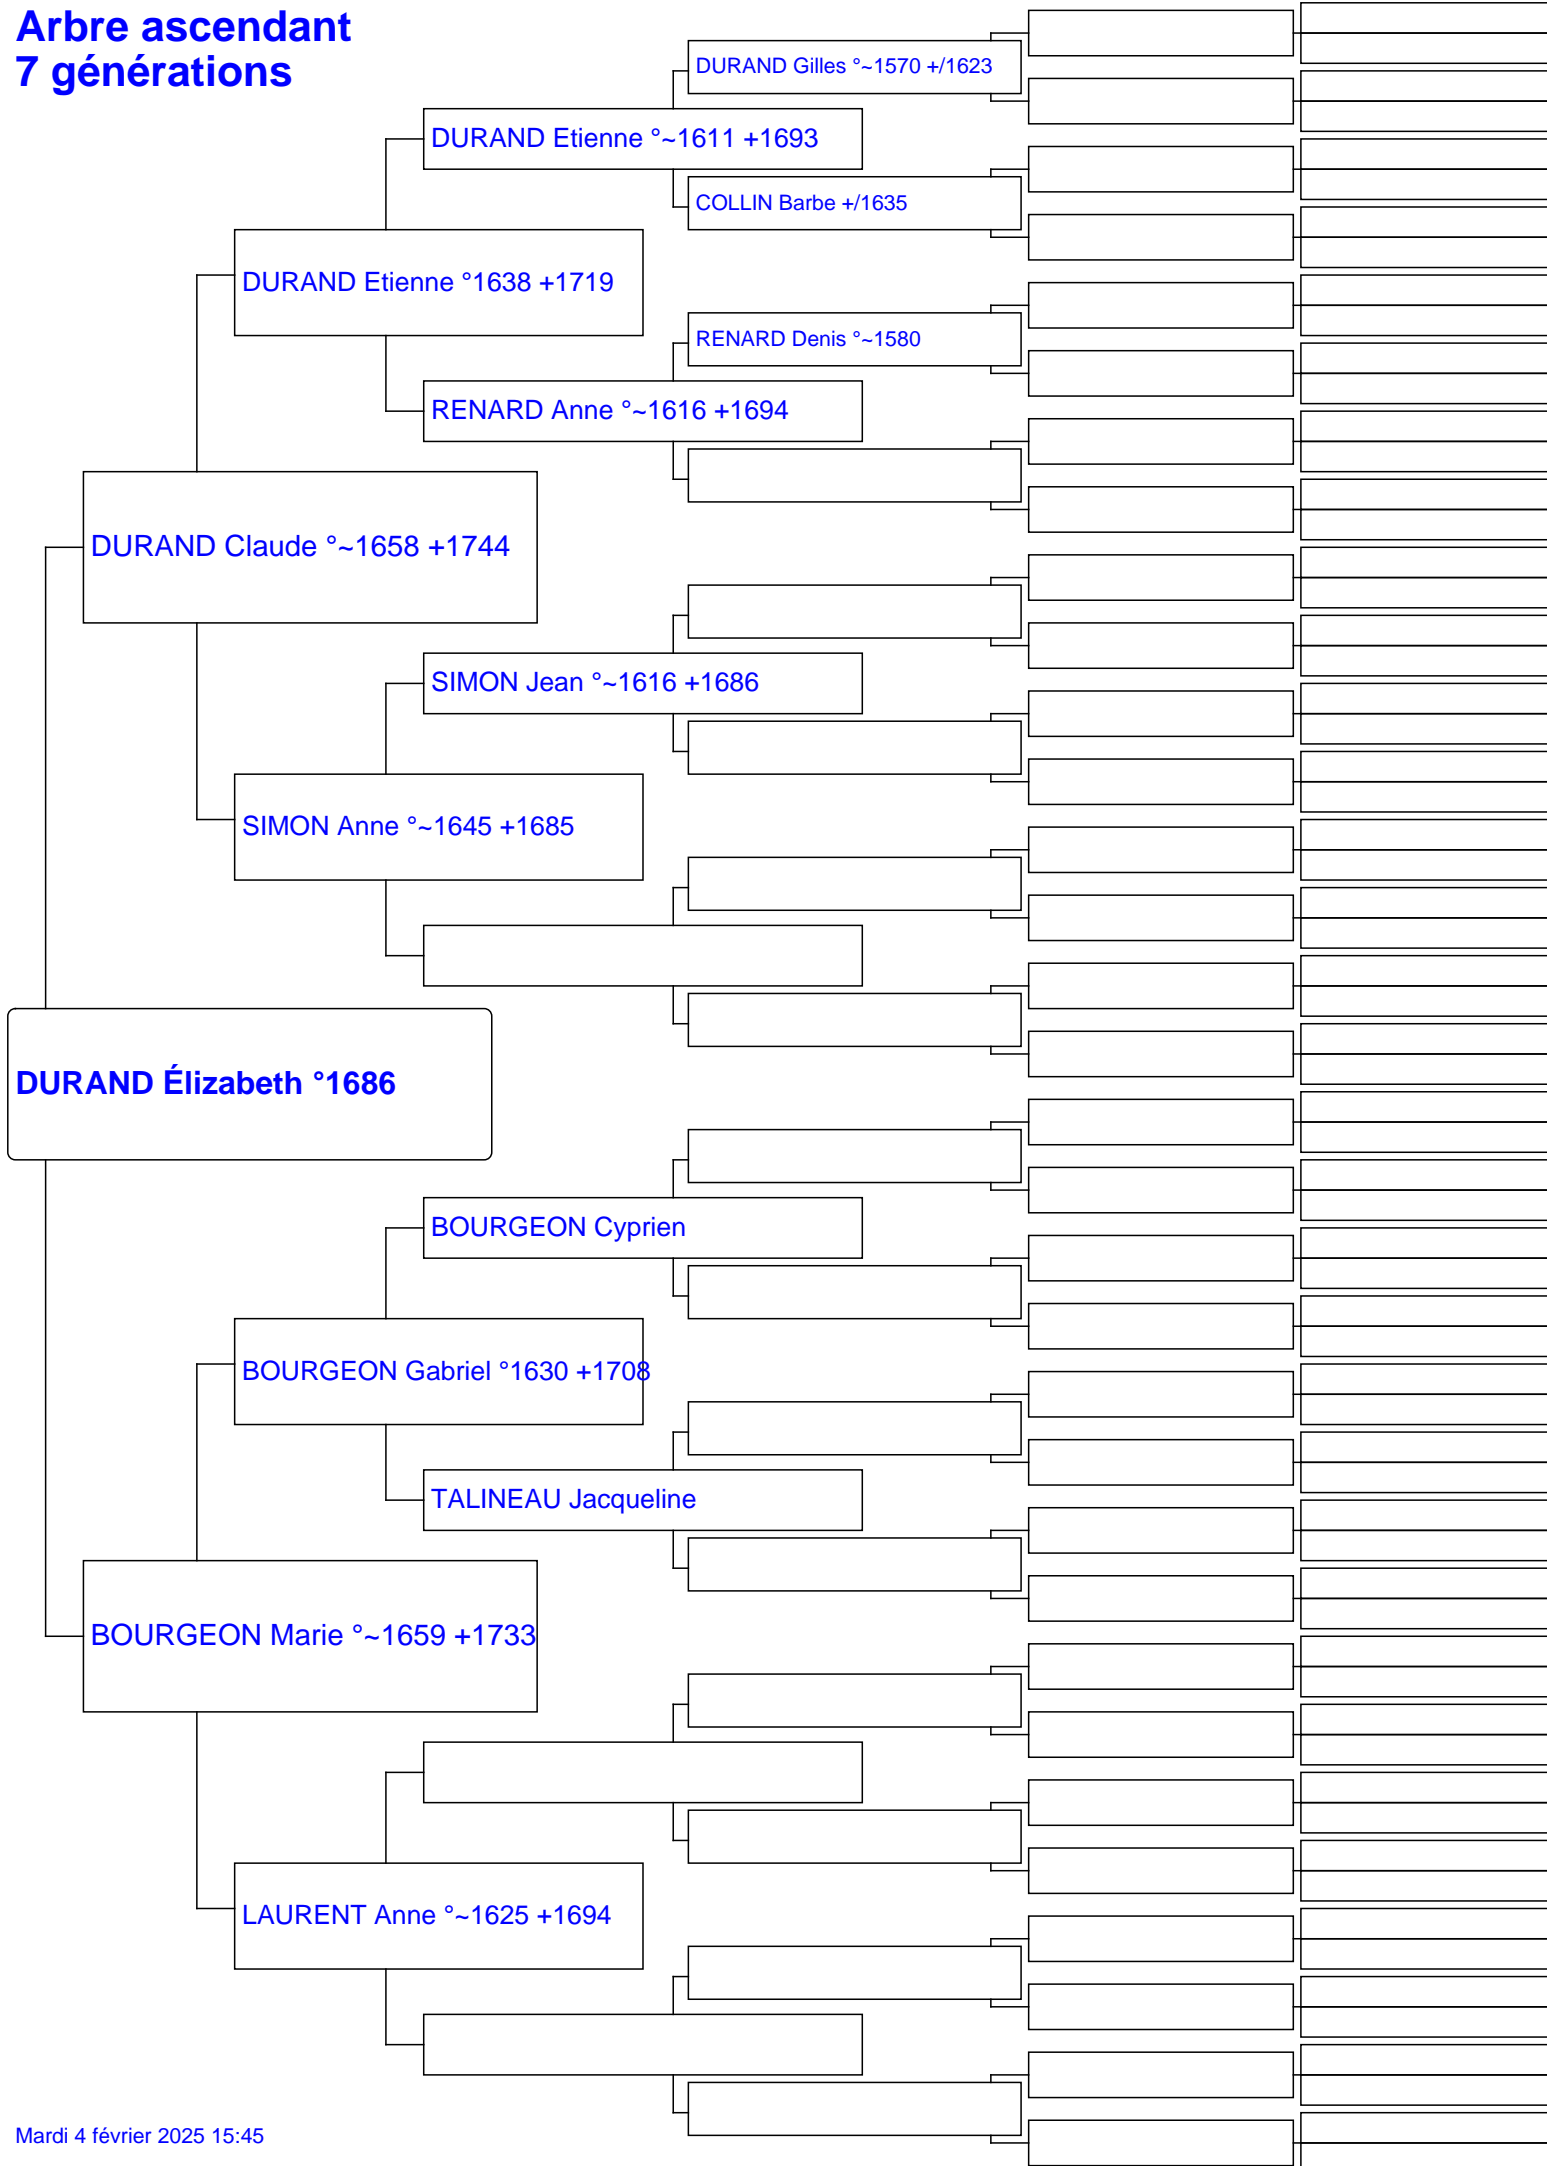 Arbre ascendant
7 générations
DURAND Gilles °~1570 +/1623
DURAND Etienne °~1611 +1693
COLLIN Barbe +/1635
DURAND Etienne °1638 +1719
RENARD Denis °~1580
RENARD Anne °~1616 +1694
DURAND Claude °~1658 +1744
SIMON Jean °~1616 +1686
SIMON Anne °~1645 +1685
DURAND Élizabeth °1686
BOURGEON Cyprien
BOURGEON Gabriel °1630 +1708
TALINEAU Jacqueline
BOURGEON Marie °~1659 +1733
LAURENT Anne °~1625 +1694
Mardi 4 février 2025 15:45